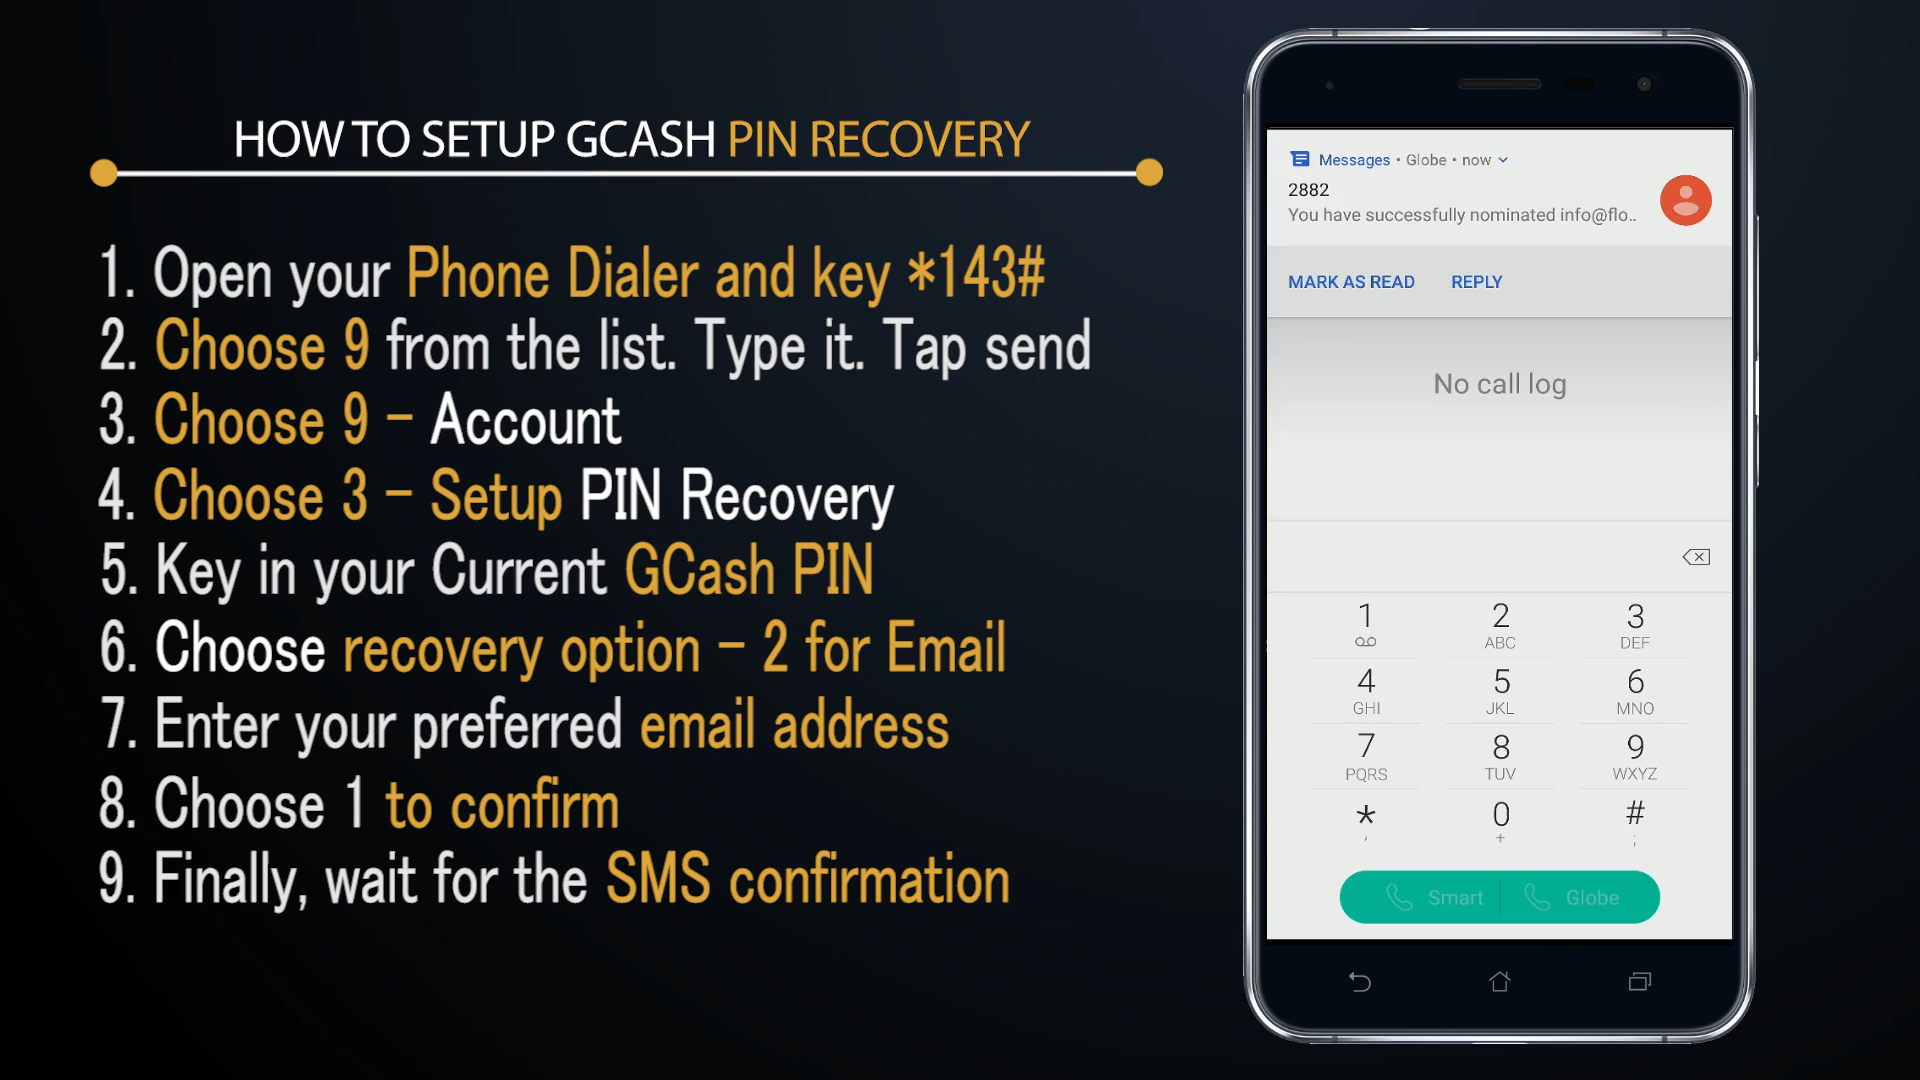 HOW TO SETUP GCASH PIN RECOVERY
1. Open your Phone Dialer and key *143#
2. Choose 9 from the list. Type it. Tap send
3. Choose 9 - Account
4. Choose 3 - Setup PIN Recovery
5. Key in your Current GCash PIN
6. Choose recovery option - 2 for Email
7. Enter your preferred email address
8. Choose 1 to confirm
9. Finally, wait for the SMS confirmation
Messages • Globe • now
2882
You have successfully nominated info@flo..
MARK AS READ REPLY
No call log
1 2 3
ABC DEF
4 5 6
GHI JKL MNO
7 8 9
PQRS TUV WXYZ
* 0 #
, + ;
Smart Globe